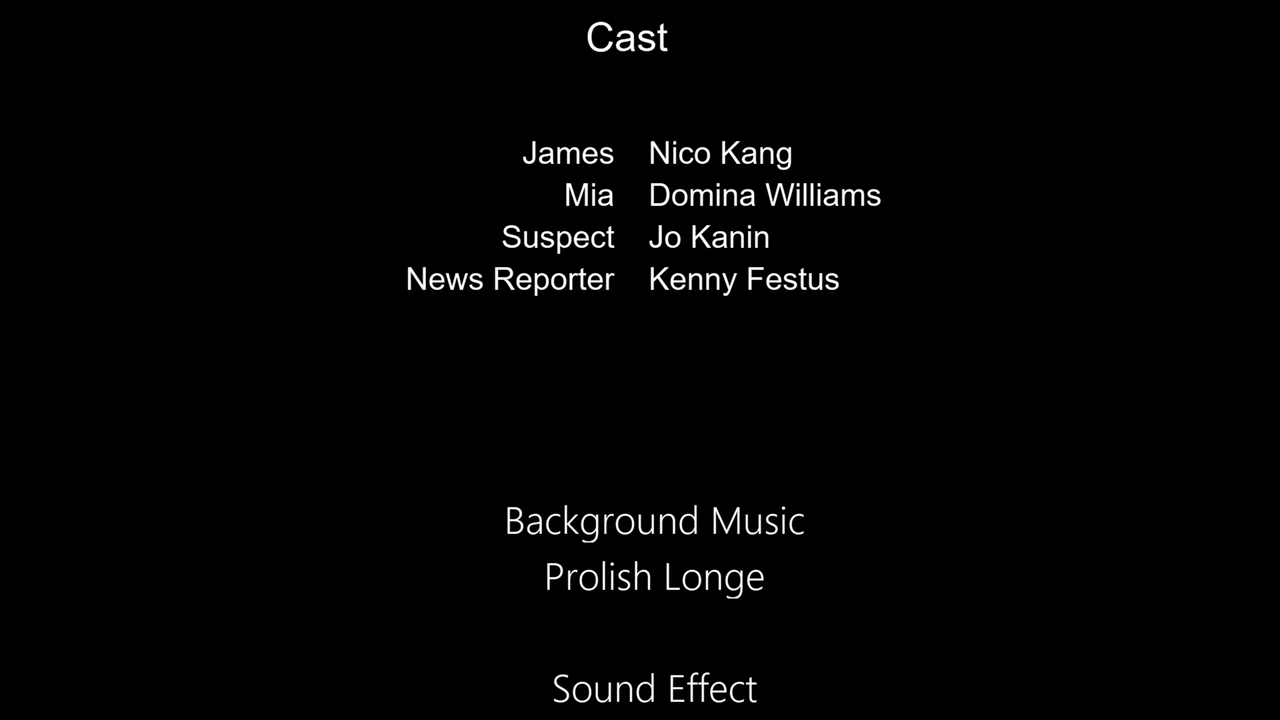 Cast
James Nico Kang
Mia Domina Williams
Suspect Jo Kanin
News Reporter Kenny Festus
Background Music
Prolish Longe
Sound Effect